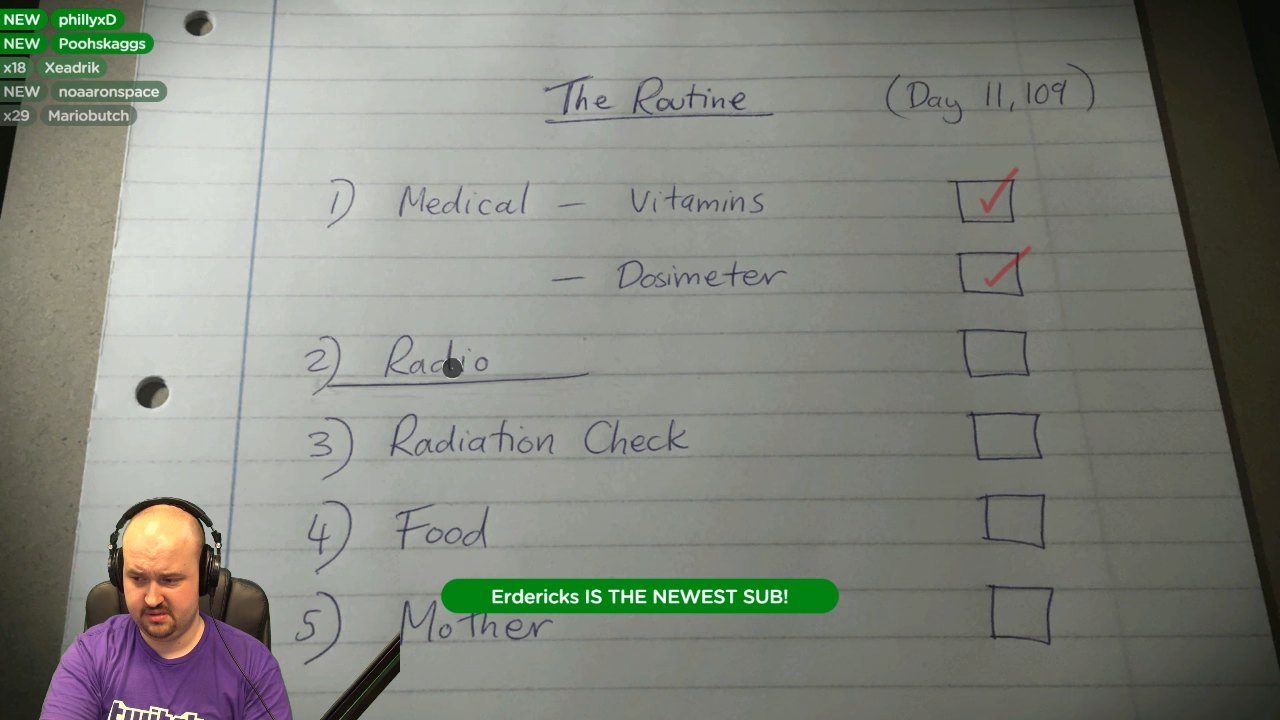 NEW phillyxD
NEW Poohskaggs
x18 Xeadrik
NEW noaaronspace
x29 Mariobutch
The Routine (Day 11,109)
1) Medical – Vitamins
– Dosimeter
2) Radio
3) Radiation Check
4) Food
Erdericks IS THE NEWEST SUB!
5) Mother
twitch